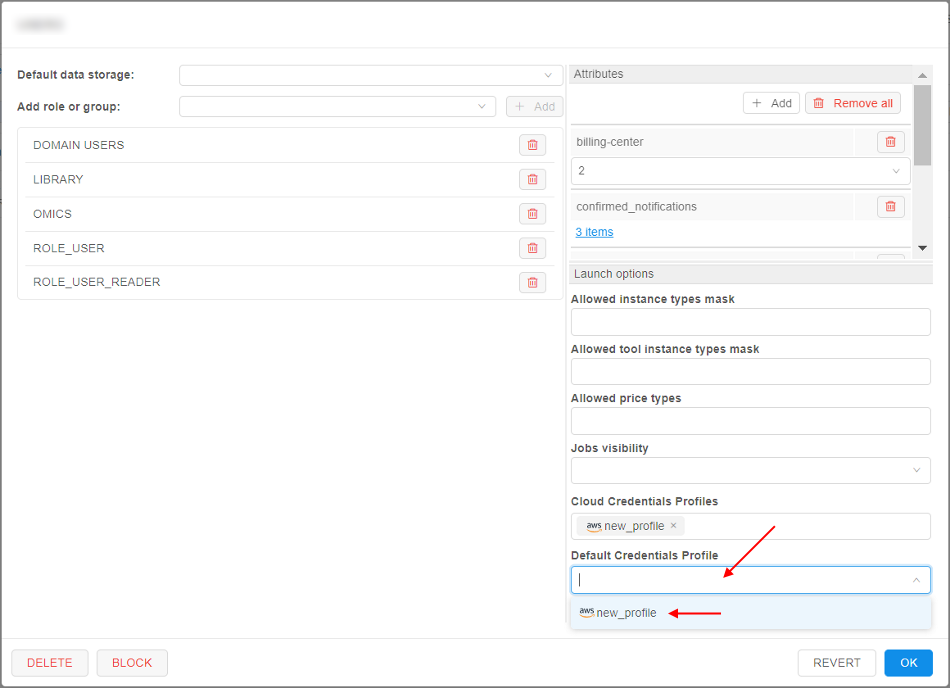 Default data storage:
Add role or group:
+ Add
DOMAIN USERS
LIBRARY
OMICS
ROLE_USER
ROLE_USER_READER
Attributes
+ Add
Remove all
billing-center
2
confirmed_notifications
3 items
Launch options
Allowed instance types mask
Allowed tool instance types mask
Allowed price types
Jobs visibility
Cloud Credentials Profiles
aws new_profile ×
Default Credentials Profile
aws new_profile
DELETE
BLOCK
REVERT
OK